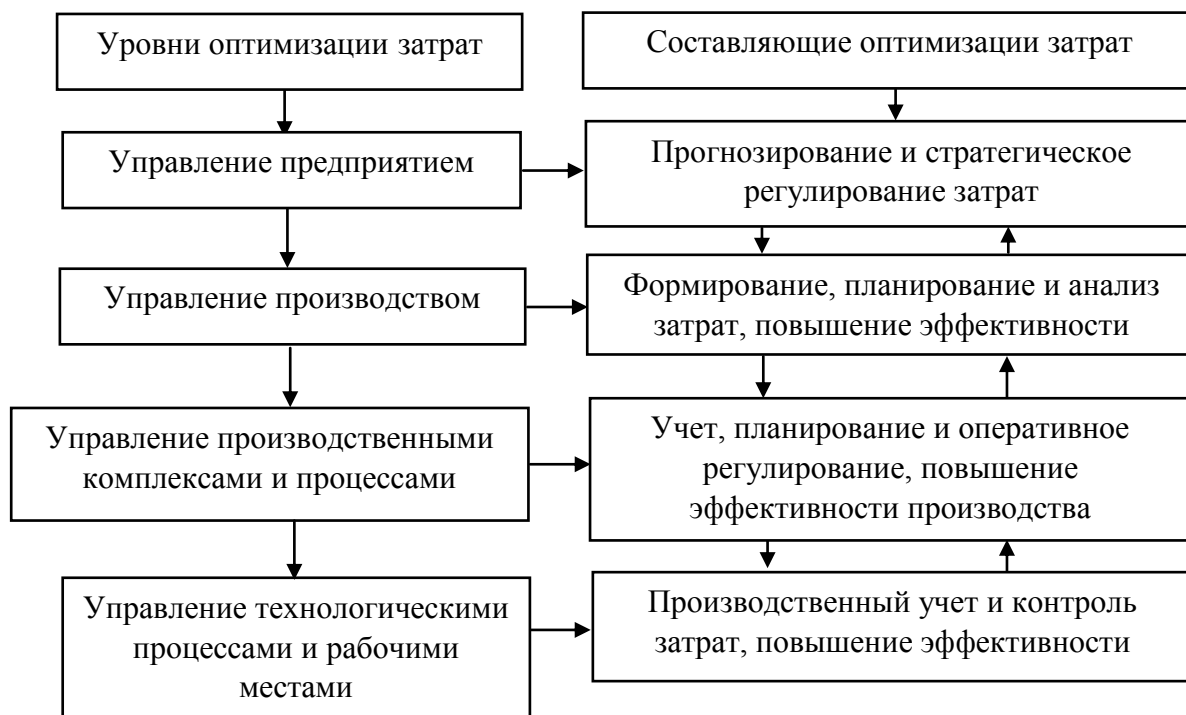 Уровни оптимизации затрат
Составляющие оптимизации затрат
Управление предприятием
Прогнозирование и стратегическое
регулирование затрат
Управление производством
Формирование, планирование и анализ
затрат, повышение эффективности
Управление производственными
комплексами и процессами
Учет, планирование и оперативное
регулирование, повышение
эффективности производства
Управление технологическими
процессами и рабочими
местами
Производственный учет и контроль
затрат, повышение эффективности